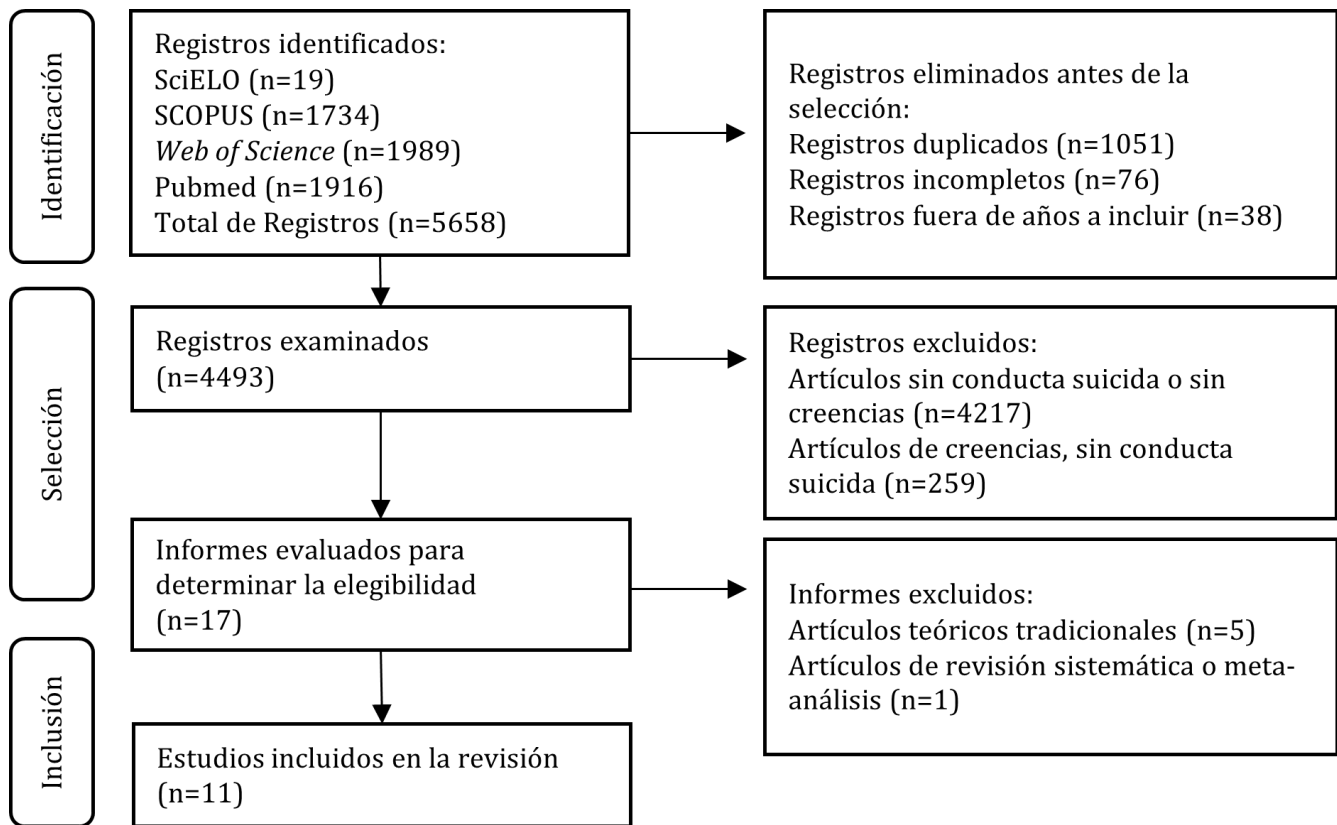 Identificación
Registros identificados:
SciELO (n=19)
SCOPUS (n=1734)
Web of Science (n=1989)
Pubmed (n=1916)
Total de Registros (n=5658)
Registros eliminados antes de la
selección:
Registros duplicados (n=1051)
Registros incompletos (n=76)
Registros fuera de años a incluir (n=38)
Selección
Registros examinados
(n=4493)
Registros excluidos:
Artículos sin conducta suicida o sin
creencias (n=4217)
Artículos de creencias, sin conducta
suicida (n=259)
Informes evaluados para
determinar la elegibilidad
(n=17)
Informes excluidos:
Artículos teóricos tradicionales (n=5)
Artículos de revisión sistemática o meta-
análisis (n=1)
Inclusión
Estudios incluidos en la revisión
(n=11)